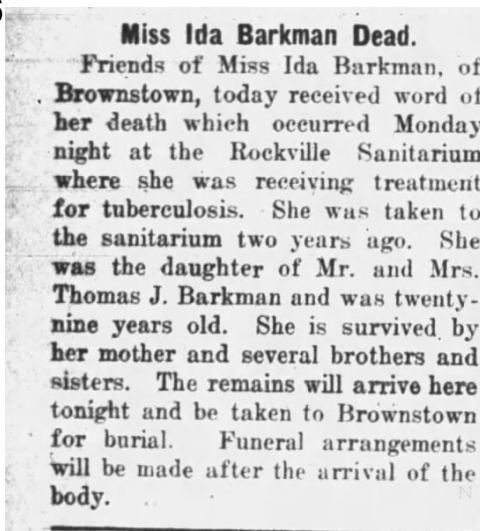 Miss Ida Barkman Dead.
Friends of Miss Ida Barkman, of
Brownstown, today received word of
her death which occurred Monday
night at the Rockville Sanitarium
where she was receiving treatment
for tuberculosis. She was taken to
the sanitarium two years ago. She
was the daughter of Mr. and Mrs.
Thomas J. Barkman and was twenty-
nine years old. She is survived by
her mother and several brothers and
sisters. The remains will arrive here
tonight and be taken to Brownstown
for burial. Funeral arrangements
will be made after the arrival of the
body.